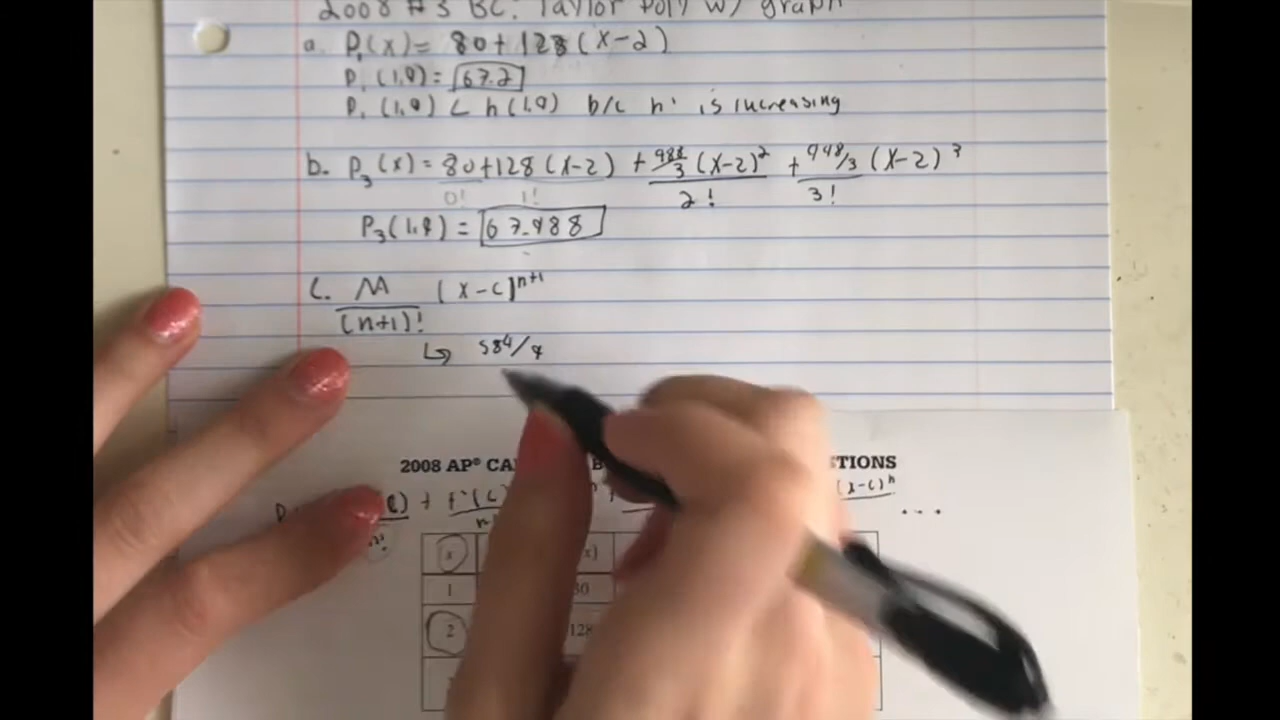 2008 #3 BC: Taylor Poly w/ graph
a. P₁(x) = 80+128(x-2)
P₁(1.9) = 67.2
P₁(1.9) < h(1.9) b/c h' is increasing
b. P₃(x) = 80+128(x-2) + 488/3 (x-2)² + 448/3 (x-2)³
0! 1! 2! 3!
P₃(1.9) = 67.988
c. M (x-c)ⁿ⁺¹
(n+1)!
↳ 584/9
2008 AP® CA B STIONS
(x-c)ⁿ
...
x x)
1 30
2 128